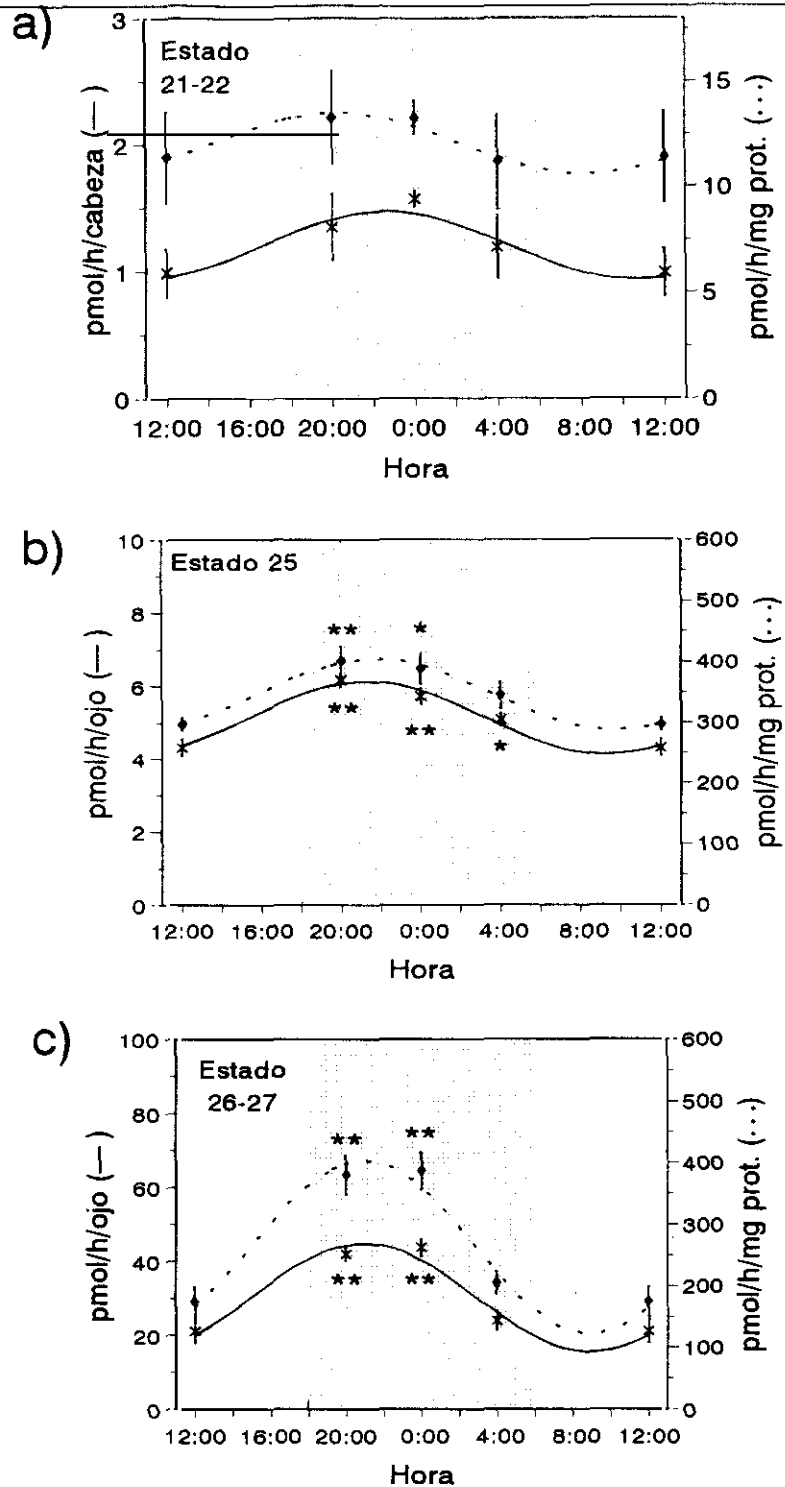 a)
Estado
21-22
pmol/h/cabeza (—)
3
2
1
0
pmol/h/mg prot. (···)
15
10
5
0
12:00 16:00 20:00 0:00 4:00 8:00 12:00
Hora
b)
Estado 25
pmol/h/ojo (—)
10
8
6
4
2
0
pmol/h/mg prot. (···)
600
500
400
300
200
100
0
★★ ★
★★ ★★ ★
12:00 16:00 20:00 0:00 4:00 8:00 12:00
Hora
c)
Estado
26-27
pmol/h/ojo (—)
100
80
60
40
20
0
pmol/h/mg prot. (···)
600
500
400
300
200
100
0
★★ ★★
★★ ★★
12:00 16:00 20:00 0:00 4:00 8:00 12:00
Hora